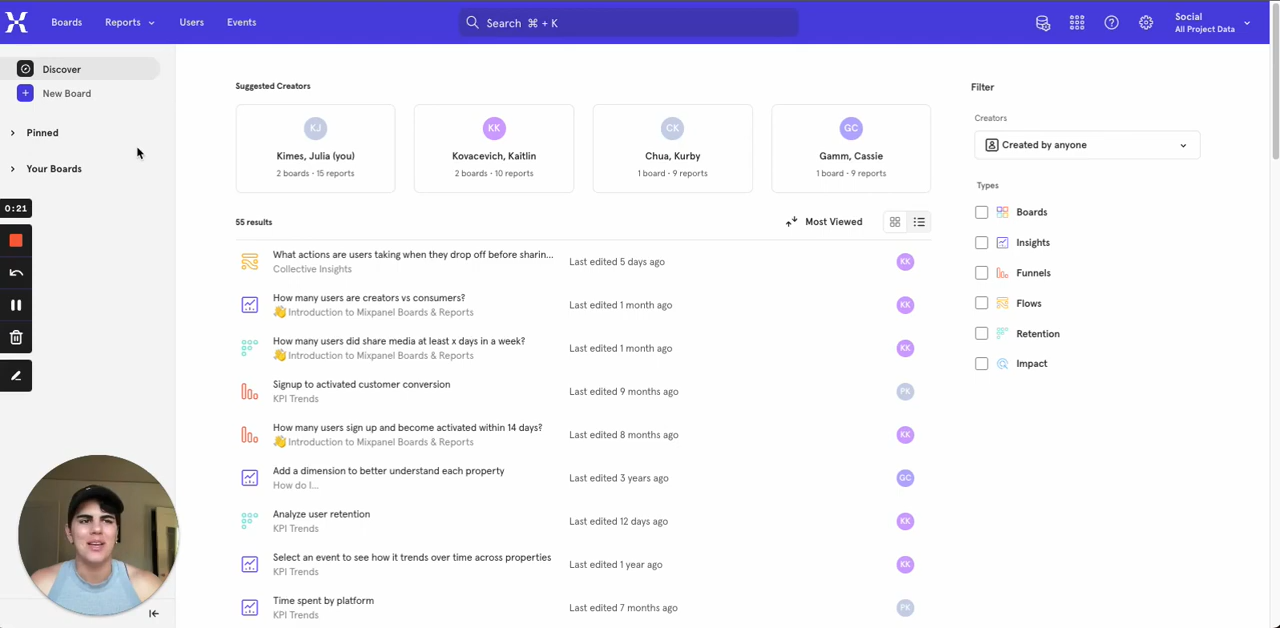 Boards
Reports
Users
Events
Search ⌘ + K
Social
All Project Data
Discover
New Board
Pinned
Your Boards
0:21
Suggested Creators
KJ
Kimes, Julia (you)
2 boards · 15 reports
KK
Kovacevich, Kaitlin
2 boards · 10 reports
CK
Chua, Kurby
1 board · 9 reports
GC
Gamm, Cassie
1 board · 9 reports
55 results
Most Viewed
What actions are users taking when they drop off before sharin...
Collective Insights
Last edited 5 days ago
KK
How many users are creators vs consumers?
👋 Introduction to Mixpanel Boards & Reports
Last edited 1 month ago
KK
How many users did share media at least x days in a week?
👋 Introduction to Mixpanel Boards & Reports
Last edited 1 month ago
KK
Signup to activated customer conversion
KPI Trends
Last edited 9 months ago
PK
How many users sign up and become activated within 14 days?
👋 Introduction to Mixpanel Boards & Reports
Last edited 8 months ago
KK
Add a dimension to better understand each property
How do I...
Last edited 3 years ago
GC
Analyze user retention
KPI Trends
Last edited 12 days ago
KK
Select an event to see how it trends over time across properties
KPI Trends
Last edited 1 year ago
KK
Time spent by platform
KPI Trends
Last edited 7 months ago
PK
Filter
Creators
Created by anyone
Types
Boards
Insights
Funnels
Flows
Retention
Impact